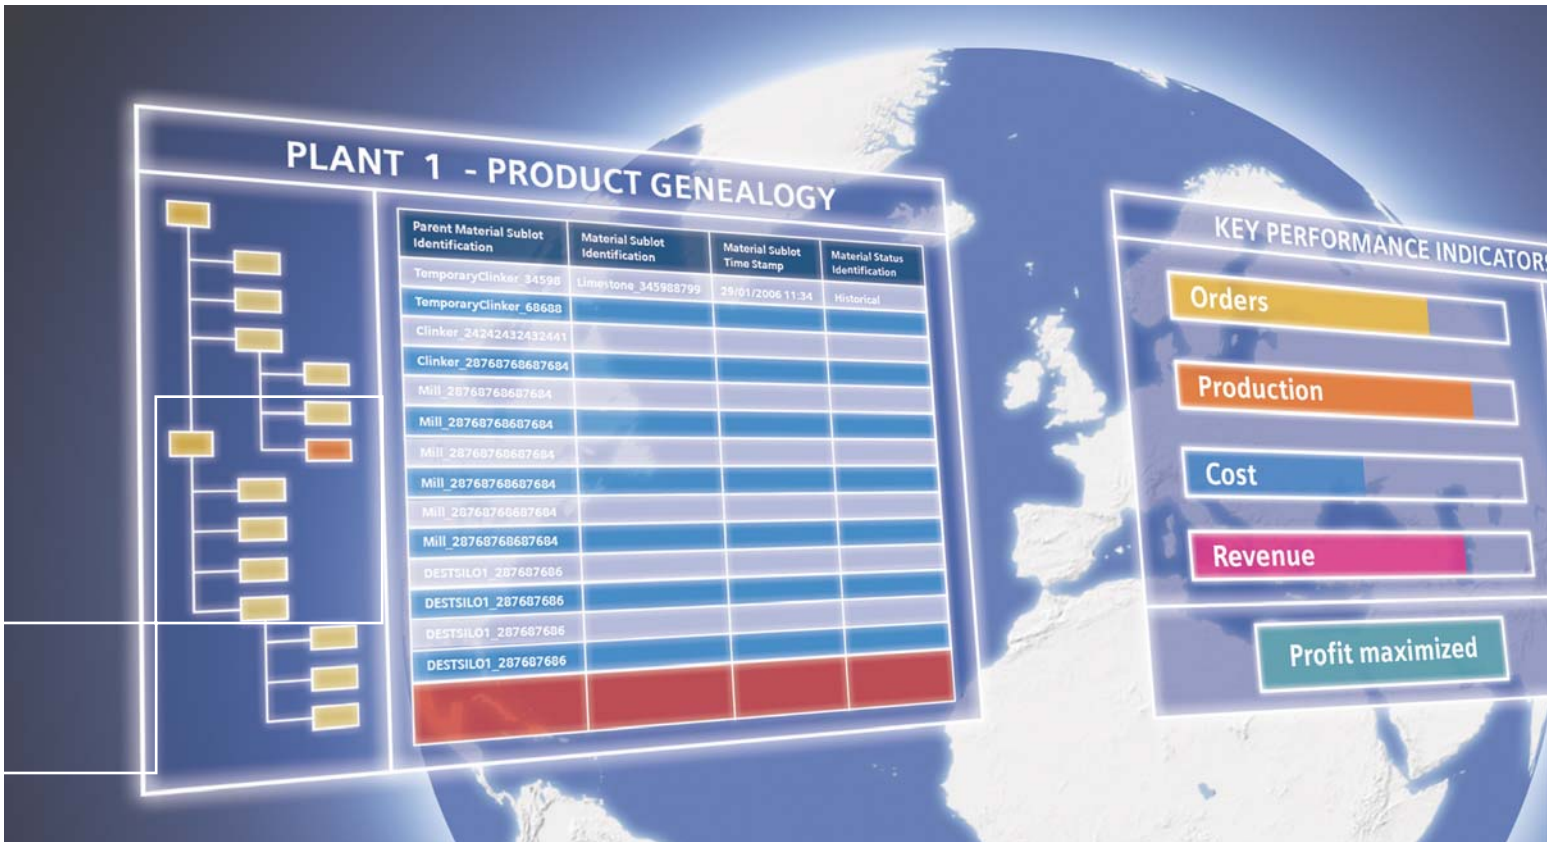 PLANT 1 - PRODUCT GENEALOGY
Parent Material Sublot
Identification
Material Sublot
Identification
Material Sublot
Time Stamp
Material Status
Identification
TemporaryClinker_34598
Limestone_345988799
29/01/2006 11:34
Historical
TemporaryClinker_68688
Clinker_24242432432441
Clinker_28768768687684
Mill_28768768687684
Mill_28768768687684
Mill_28768768687684
Mill_28768768687684
Mill_28768768687684
Mill_28768768687684
DESTSILO1_287687686
DESTSILO1_287687686
DESTSILO1_287687686
DESTSILO1_287687686
KEY PERFORMANCE INDICATORS
Orders
Production
Cost
Revenue
Profit maximized